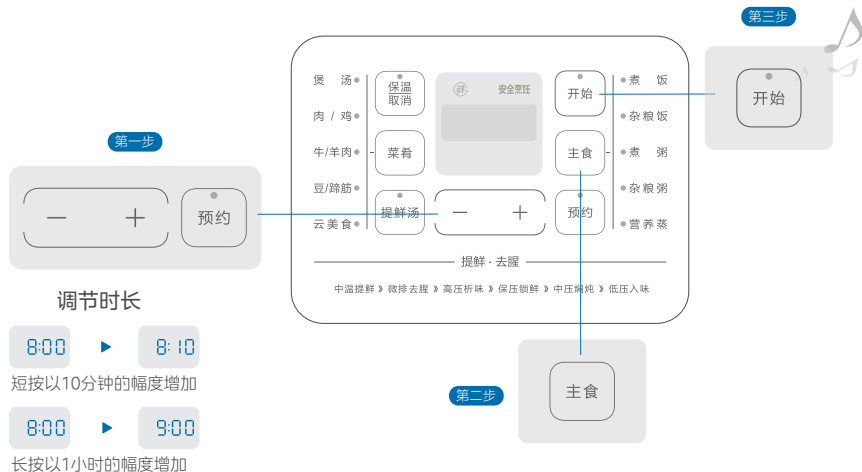 第一步
— + 预约
调节时长
8:00 8:10
短按以10分钟的幅度增加
8:00 9:00
长按以1小时的幅度增加
煲 汤
肉 / 鸡
牛/羊肉
豆/蹄筋
云美食
保温
取消
菜肴
提鲜汤
鲜 安全烹饪
— +
开始
主食
预约
煮 饭
杂粮饭
煮 粥
杂粮粥
营养蒸
提鲜 · 去腥
中温提鲜 》 微排去腥 》 高压析味 》 保压锁鲜 》 中压焖炖 》 低压入味
第二步
主食
第三步
开始